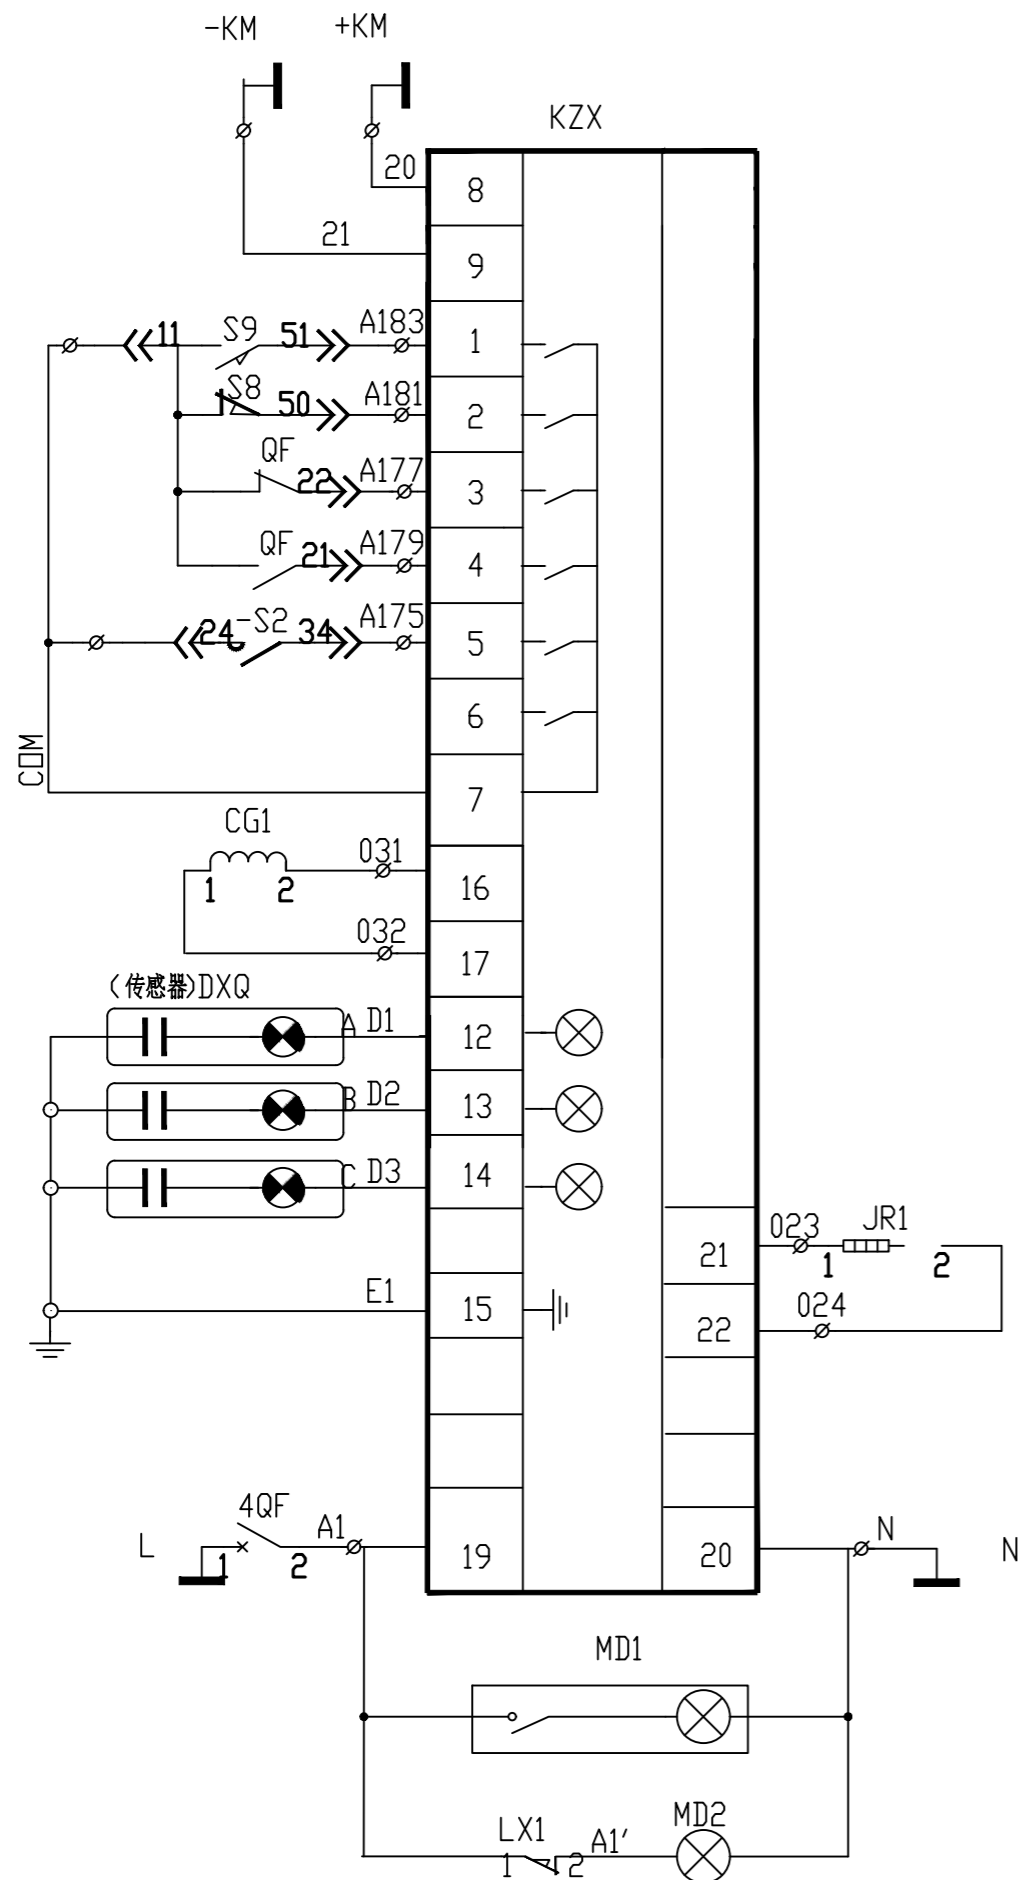 -KM +KM
KZX
20
8
21
9
11 S9 51 A183
1
S8 50 A181
2
QF 22 A177
3
QF 21 A179
4
24 -S2 34 A175
5
6
COM
7
CG1
1 2 031
16
032
17
(传感器)DXQ
A D1
12
B D2
13
C D3
14
21
023 JR1
1 2
E1
15
22
024
4QF
L 1 2 A1
19
20
N N
MD1
LX1
1 2 A1′
MD2